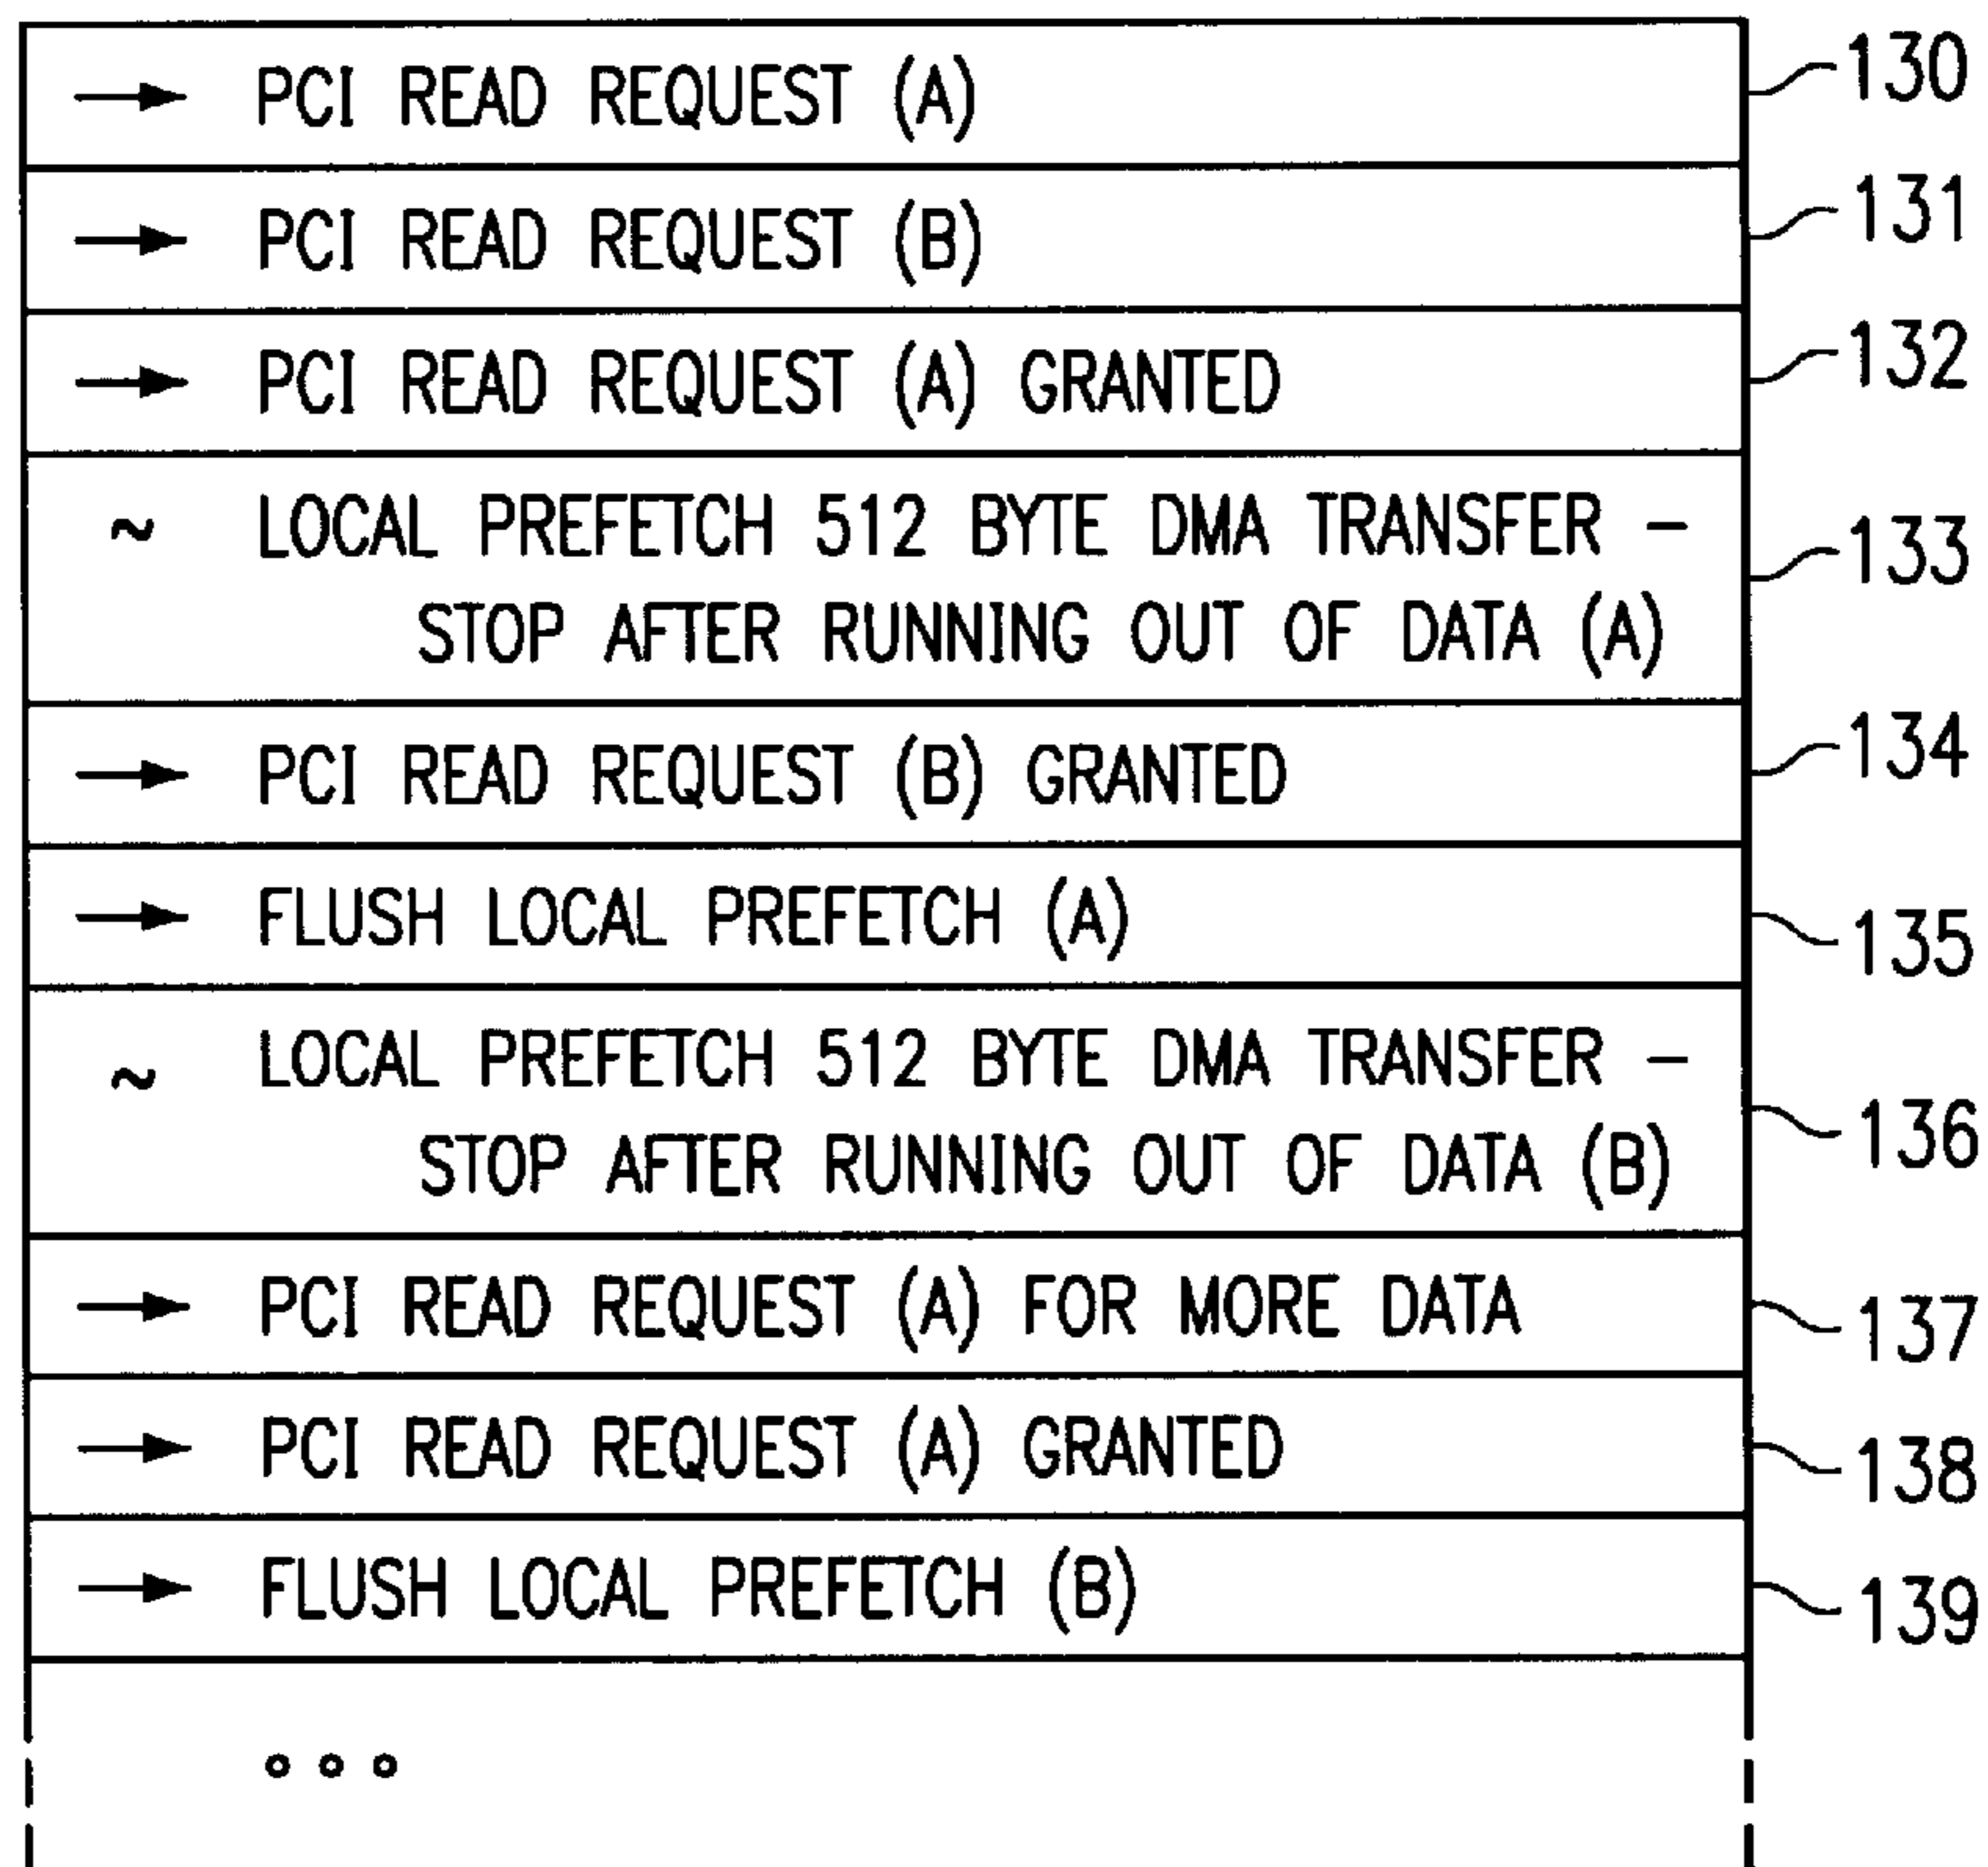 → PCI READ REQUEST (A) 130
→ PCI READ REQUEST (B) 131
→ PCI READ REQUEST (A) GRANTED 132
~ LOCAL PREFETCH 512 BYTE DMA TRANSFER –
STOP AFTER RUNNING OUT OF DATA (A) 133
→ PCI READ REQUEST (B) GRANTED 134
→ FLUSH LOCAL PREFETCH (A) 135
~ LOCAL PREFETCH 512 BYTE DMA TRANSFER –
STOP AFTER RUNNING OUT OF DATA (B) 136
→ PCI READ REQUEST (A) FOR MORE DATA 137
→ PCI READ REQUEST (A) GRANTED 138
→ FLUSH LOCAL PREFETCH (B) 139